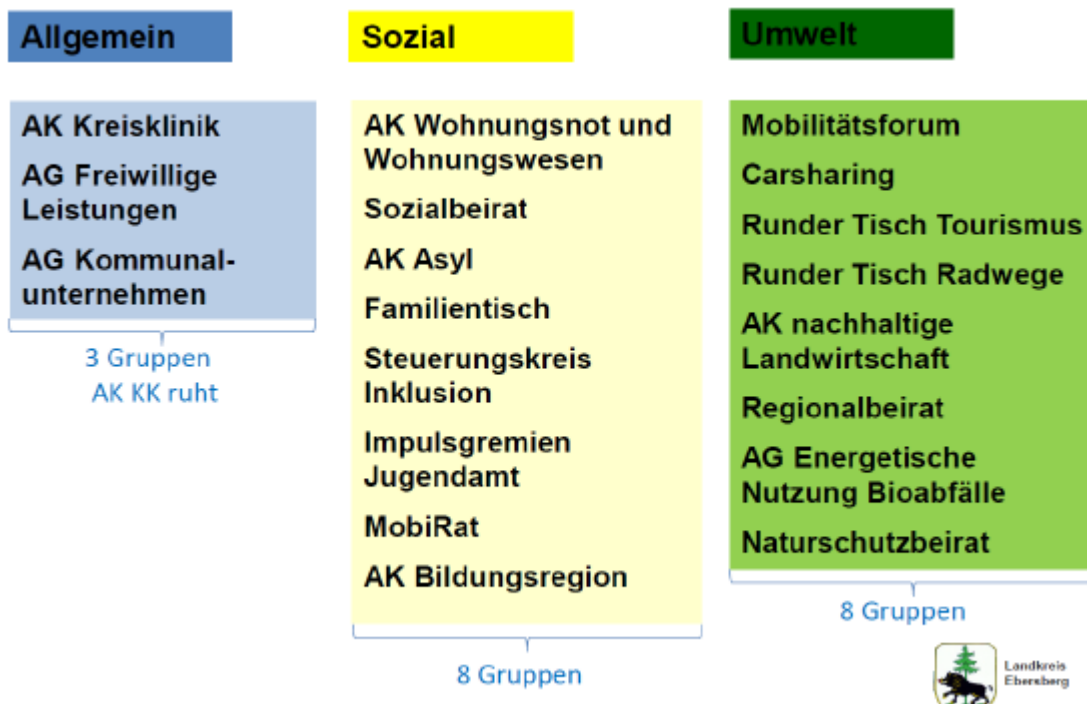 Allgemein
AK Kreisklinik
AG Freiwillige
Leistungen
AG Kommunal-
unternehmen
3 Gruppen
AK KK ruht
Sozial
AK Wohnungsnot und
Wohnungswesen
Sozialbeirat
AK Asyl
Familientisch
Steuerungskreis
Inklusion
Impulsgremien
Jugendamt
MobiRat
AK Bildungsregion
8 Gruppen
Umwelt
Mobilitätsforum
Carsharing
Runder Tisch Tourismus
Runder Tisch Radwege
AK nachhaltige
Landwirtschaft
Regionalbeirat
AG Energetische
Nutzung Bioabfälle
Naturschutzbeirat
8 Gruppen
Landkreis
Ebersberg